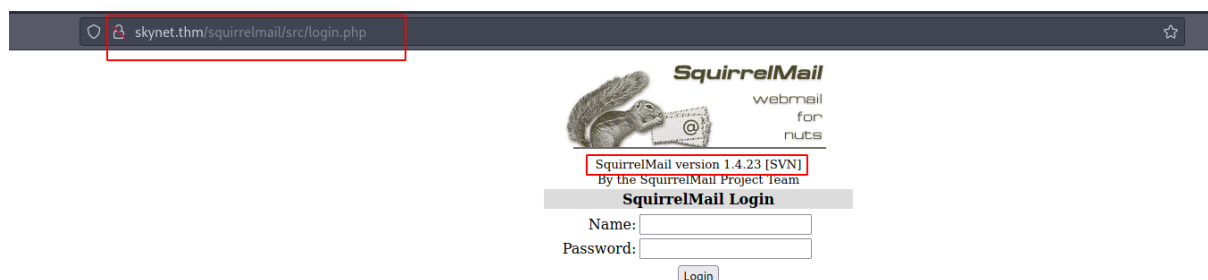 skynet.thm/squirrelmail/src/login.php
SquirrelMail
webmail
for
nuts
@
SquirrelMail version 1.4.23 [SVN]
By the SquirrelMail Project Team
SquirrelMail Login
Name:
Password:
Login